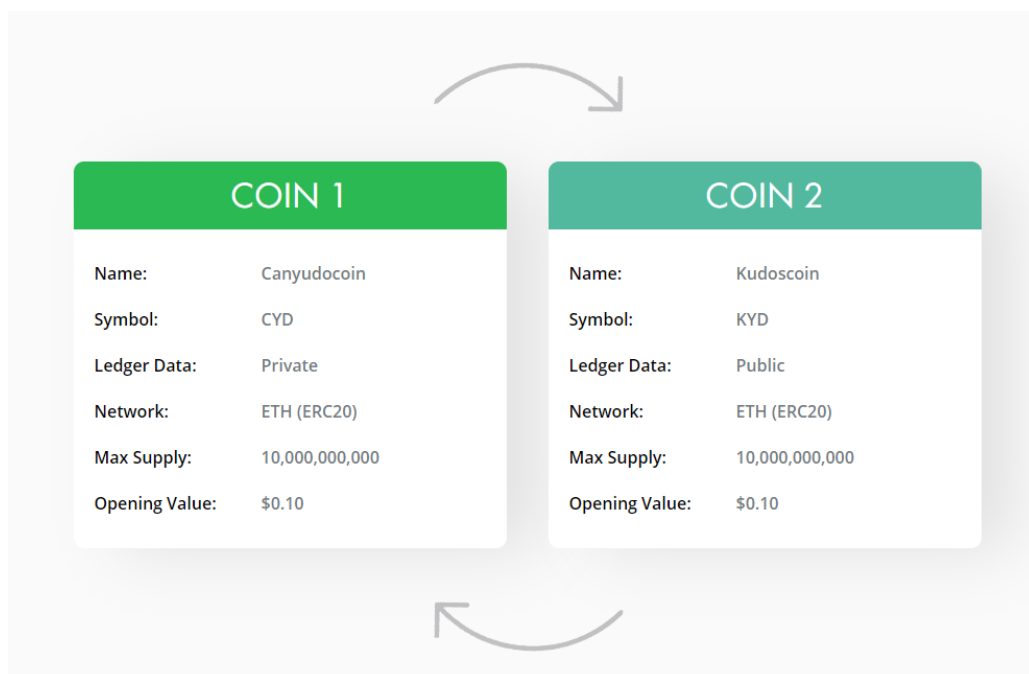 COIN 1
Name: Canyudocoin
Symbol: CYD
Ledger Data: Private
Network: ETH (ERC20)
Max Supply: 10,000,000,000
Opening Value: $0.10
COIN 2
Name: Kudoscoin
Symbol: KYD
Ledger Data: Public
Network: ETH (ERC20)
Max Supply: 10,000,000,000
Opening Value: $0.10